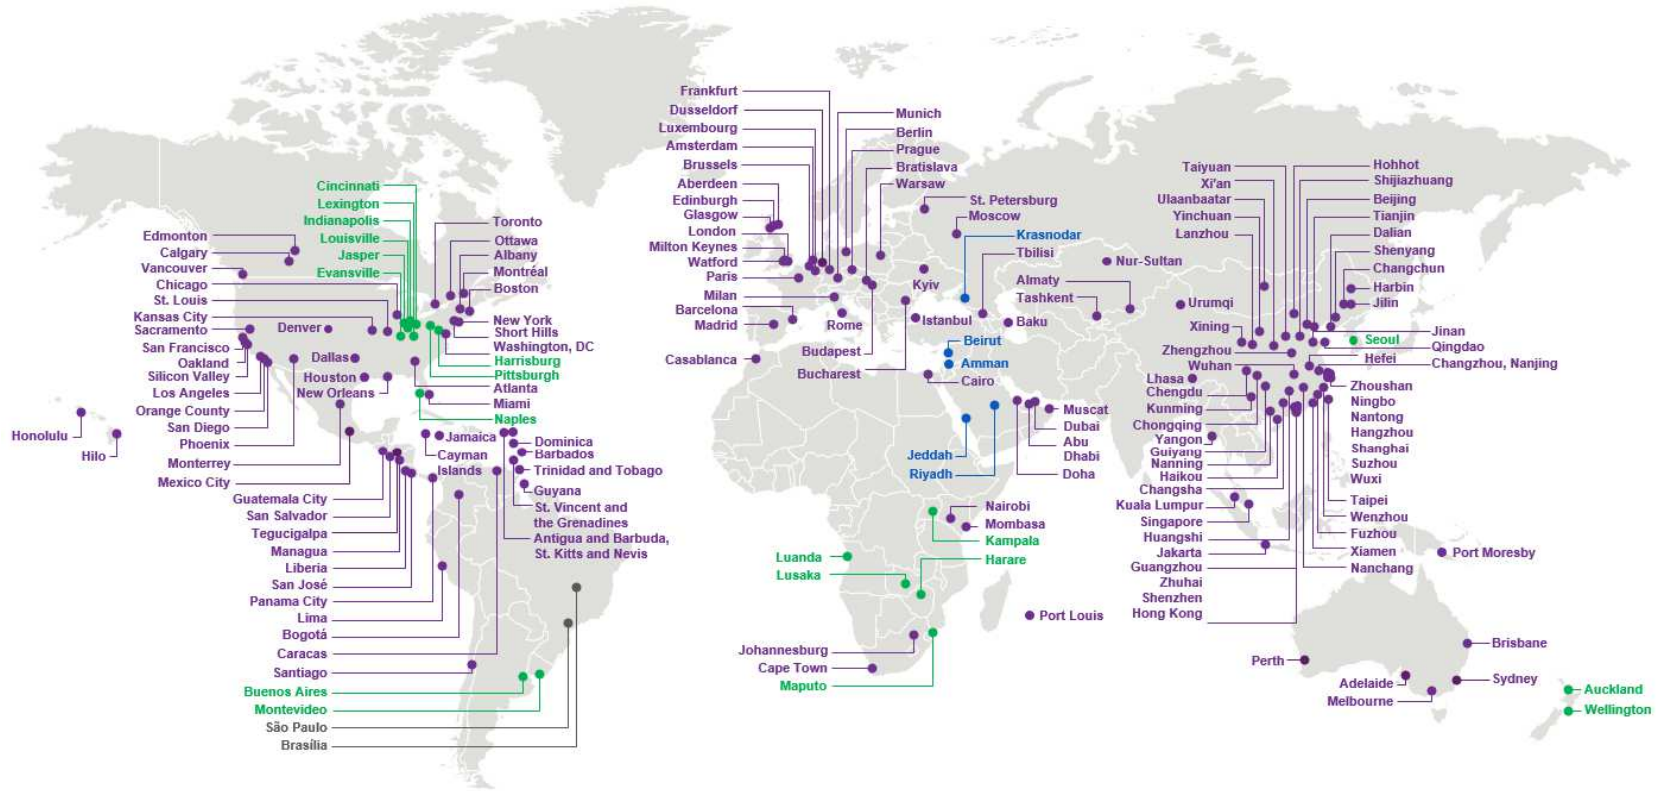 Cincinnati
Lexington
Indianapolis
Louisville
Jasper
Evansville
Edmonton
Calgary
Vancouver
Chicago
St. Louis
Kansas City
Sacramento
Denver
San Francisco
Oakland
Silicon Valley
Los Angeles
Orange County
San Diego
Phoenix
Monterrey
Mexico City
Dallas
Houston
New Orleans
Honolulu
Hilo
Toronto
Ottawa
Albany
Montréal
Boston
New York
Short Hills
Washington, DC
Harrisburg
Pittsburgh
Atlanta
Miami
Naples
Jamaica
Cayman
Islands
Dominica
Barbados
Trinidad and Tobago
Guyana
St. Vincent and
the Grenadines
Antigua and Barbuda,
St. Kitts and Nevis
Guatemala City
San Salvador
Tegucigalpa
Managua
Liberia
San José
Panama City
Lima
Bogotá
Caracas
Santiago
Buenos Aires
Montevideo
São Paulo
Brasília
Frankfurt
Dusseldorf
Luxembourg
Amsterdam
Brussels
Aberdeen
Edinburgh
Glasgow
London
Milton Keynes
Watford
Paris
Milan
Barcelona
Madrid
Casablanca
Munich
Berlin
Prague
Bratislava
Warsaw
St. Petersburg
Moscow
Krasnodar
Tbilisi
Kyiv
Istanbul
Rome
Budapest
Bucharest
Almaty
Tashkent
Baku
Nur-Sultan
Urumqi
Beirut
Amman
Cairo
Jeddah
Riyadh
Muscat
Dubai
Abu
Dhabi
Doha
Nairobi
Mombasa
Kampala
Harare
Luanda
Lusaka
Port Louis
Johannesburg
Cape Town
Maputo
Taiyuan
Xi'an
Ulaanbaatar
Yinchuan
Lanzhou
Xining
Zhengzhou
Wuhan
Lhasa
Chengdu
Kunming
Chongqing
Yangon
Guiyang
Nanning
Haikou
Changsha
Kuala Lumpur
Singapore
Huangshi
Jakarta
Guangzhou
Zhuhai
Shenzhen
Hong Kong
Hohhot
Shijiazhuang
Beijing
Tianjin
Dalian
Shenyang
Changchun
Harbin
Jilin
Jinan
Seoul
Qingdao
Hefei
Changzhou, Nanjing
Zhoushan
Ningbo
Nantong
Hangzhou
Shanghai
Suzhou
Wuxi
Taipei
Wenzhou
Fuzhou
Xiamen
Nanchang
Port Moresby
Brisbane
Perth
Sydney
Adelaide
Melbourne
Auckland
Wellington